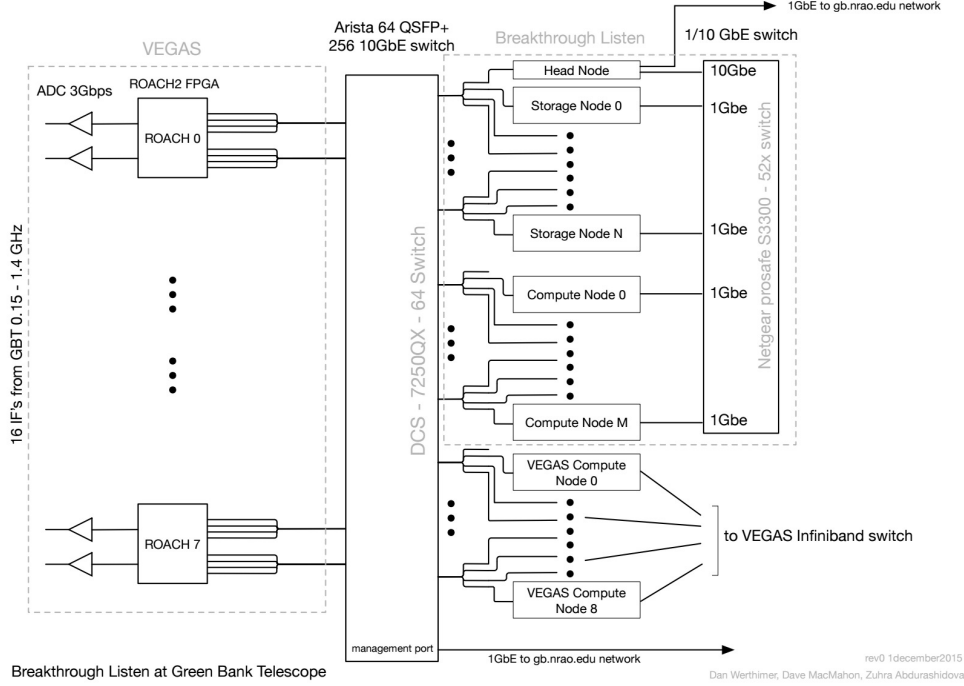 1GbE to gb.nrao.edu network
Arista 64 QSFP+
256 10GbE switch
Breakthrough Listen
1/10 GbE switch
VEGAS
ADC 3Gbps
ROACH2 FPGA
Head Node
10Gbe
Storage Node 0
1Gbe
ROACH 0
Storage Node N
1Gbe
Netgear prosafe S3300 - 52x switch
16 IF's from GBT 0.15 - 1.4 GHz
DCS - 7250QX - 64 Switch
Compute Node 0
1Gbe
Compute Node M
1Gbe
VEGAS Compute
Node 0
ROACH 7
to VEGAS Infiniband switch
VEGAS Compute
Node 8
management port
1GbE to gb.nrao.edu network
Breakthrough Listen at Green Bank Telescope
rev0 1december2015
Dan Werthimer, Dave MacMahon, Zuhra Abdurashidova